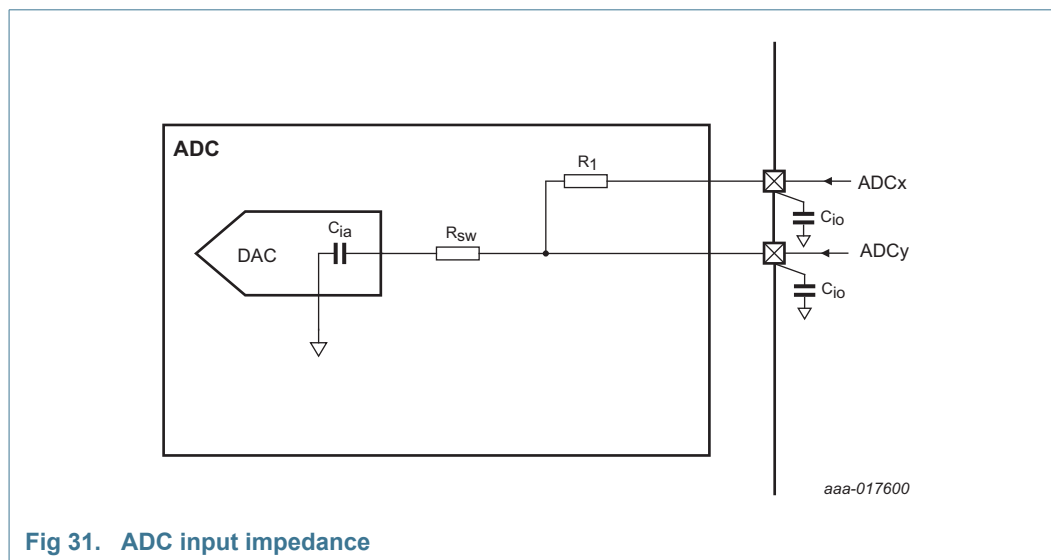 ADC
R1
ADCx
Cio
Cia
Rsw
DAC
ADCy
Cio
aaa-017600
Fig 31. ADC input impedance